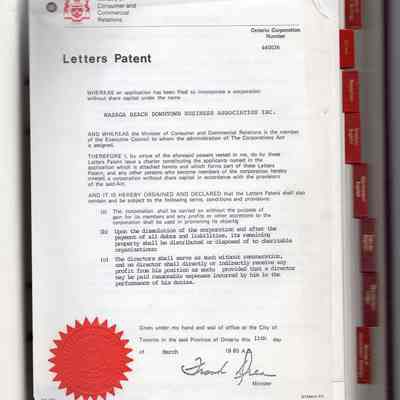 Consumer and
Commercial
Relations
Ontario Corporation
Number
Letters Patent
WHEREAS an application has been filed to incorporate a corporation
without share capital under the name
WASAGA BEACH DOWNTOWN BUSINESS ASSOCIATION INC.
AND WHEREAS the Minister of Consumer and Commercial Relations is the member
of the Executive Council to whom the administration of The Corporations Act
is assigned.
THEREFORE I, by virtue of the powers vested in me, do by these
Letters Patent issue a charter constituting the applicants named in the
application which is attached hereto and which forms part of these Letters
Patent, and any other persons who become members of the corporation hereby
created a corporation without share capital in accordance with the provisions
of the said Act.
AND IT IS HEREBY ORDAINED AND DECLARED that the Letters Patent shall also
contain and be subject to the following terms, conditions and provisions:
(a) The corporation shall be carried on without the purpose of
gain for its members and any profits or other accretions to the
corporation shall be used in promoting its objects;
(b) Upon the dissolution of the corporation and after the
payment of all debts and liabilities, its remaining
property shall be distributed or disposed of to charitable
organizations;
(c) The directors shall serve as such without remuneration,
and no director shall directly or indirectly receive any
profit from his position as such; provided that a director
may be paid reasonable expenses incurred by him in the
performance of his duties.
Given under my hand and seal of office at the City of
Toronto in the said Province of Ontario this 11th day
of March 1980 A.D.
Minister